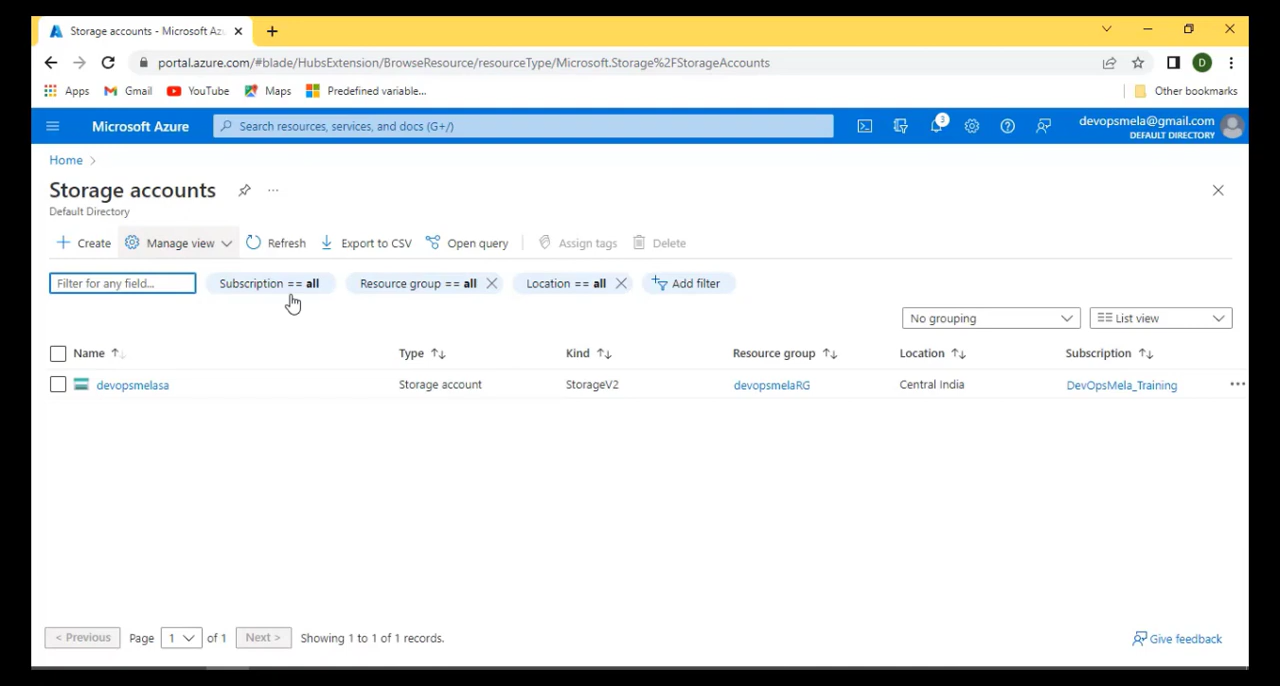 Storage accounts - Microsoft Az
portal.azure.com/#blade/HubsExtension/BrowseResource/resourceType/Microsoft.Storage%2FStorageAccounts
D
Apps Gmail YouTube Maps Predefined variable... Other bookmarks
Microsoft Azure Search resources, services, and docs (G+/) 3 devopsmela@gmail.com
DEFAULT DIRECTORY
Home >
Storage accounts ...
Default Directory
+ Create Manage view Refresh Export to CSV Open query Assign tags Delete
Filter for any field... Subscription == all Resource group == all Location == all Add filter
No grouping List view
Name Type Kind Resource group Location Subscription
devopsmelasa Storage account StorageV2 devopsmelaRG Central India DevOpsMela_Training ...
< Previous Page 1 of 1 Next > Showing 1 to 1 of 1 records. Give feedback